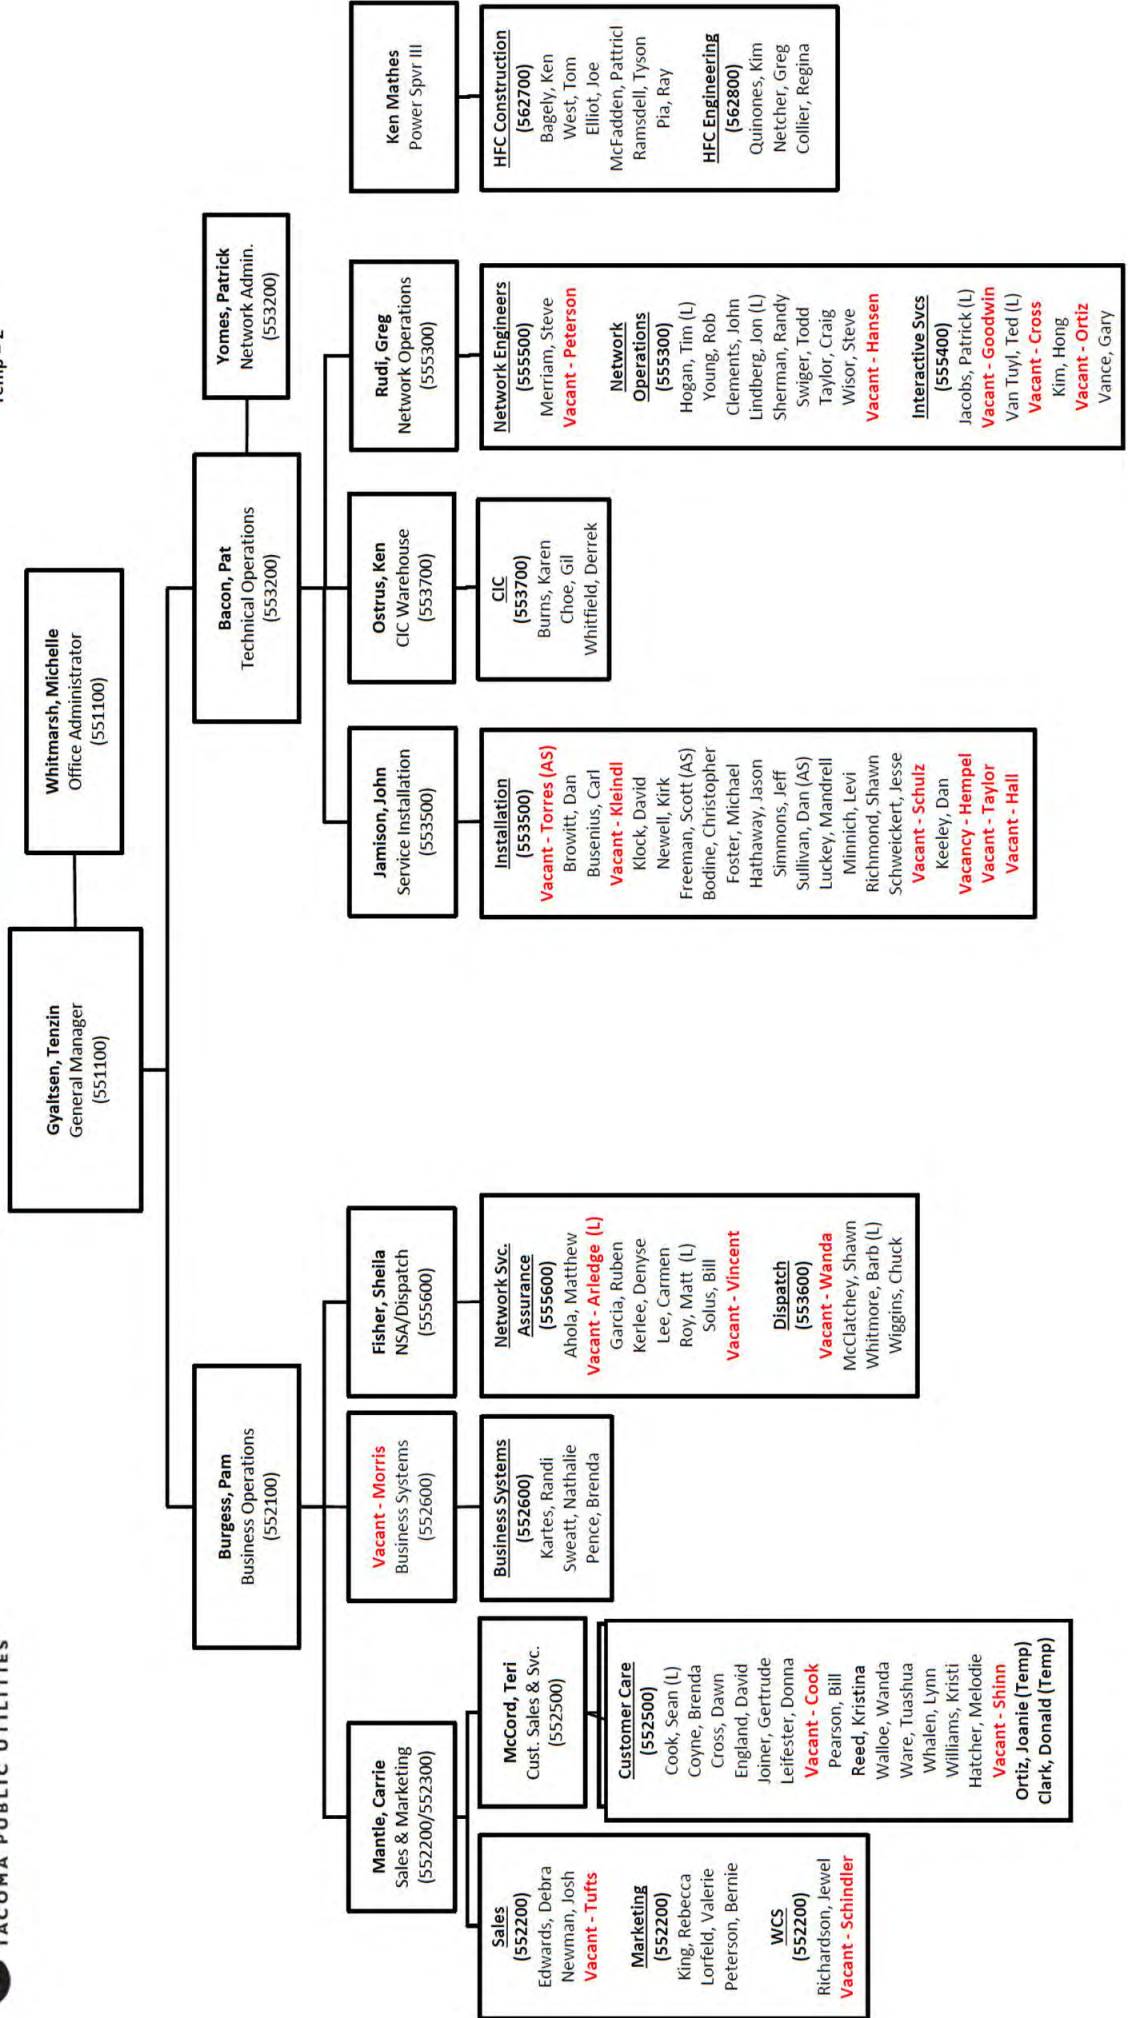 TACOMA PUBLIC UTILITIES
Temp - 2
Gyaltsen, Tenzin
General Manager
(551100)
Whitmarsh, Michelle
Office Administrator
(551100)
Burgess, Pam
Business Operations
(552100)
Bacon, Pat
Technical Operations
(553200)
Yomes, Patrick
Network Admin.
(553200)
Mantle, Carrie
Sales & Marketing
(552200/552300)
Vacant - Morris
Business Systems
(552600)
Fisher, Sheila
NSA/Dispatch
(555600)
Jamison, John
Service Installation
(553500)
Ostrus, Ken
CIC Warehouse
(553700)
Rudi, Greg
Network Operations
(555300)
Ken Mathes
Power Spvr III
Sales
(552200)
Edwards, Debra
Newman, Josh
Vacant - Tufts
Marketing
(552200)
King, Rebecca
Lorfeld, Valerie
Peterson, Bernie
WCS
(552200)
Richardson, Jewel
Vacant - Schindler
McCord, Teri
Cust. Sales & Svc.
(552500)
Customer Care
(552500)
Cook, Sean (L)
Coyne, Brenda
Cross, Dawn
England, David
Joiner, Gertrude
Leifester, Donna
Vacant - Cook
Pearson, Bill
Reed, Kristina
Walloe, Wanda
Ware, Tuashua
Whalen, Lynn
Williams, Kristi
Hatcher, Melodie
Vacant - Shinn
Ortiz, Joanie (Temp)
Clark, Donald (Temp)
Business Systems
(552600)
Kartes, Randi
Sweatt, Nathalie
Pence, Brenda
Network Svc.
Assurance
(555600)
Ahola, Matthew
Vacant - Arledge (L)
Garcia, Ruben
Kerlee, Denyse
Lee, Carmen
Roy, Matt (L)
Solus, Bill
Vacant - Vincent
Dispatch
(553600)
Vacant - Wanda
McClatchey, Shawn
Whitmore, Barb (L)
Wiggins, Chuck
Installation
(553500)
Vacant - Torres (AS)
Browitt, Dan
Busenius, Carl
Vacant - Kleindl
Klock, David
Newell, Kirk
Freeman, Scott (AS)
Bodine, Christopher
Foster, Michael
Hathaway, Jason
Simmons, Jeff
Sullivan, Dan (AS)
Luckey, Mandrell
Minnich, Levi
Richmond, Shawn
Schweickert, Jesse
Vacant - Schulz
Keeley, Dan
Vacancy - Hempel
Vacant - Taylor
Vacant - Hall
CIC
(553700)
Burns, Karen
Choe, Gil
Whitfield, Derrek
Network Engineers
(555500)
Merriam, Steve
Vacant - Peterson
Network
Operations
(555300)
Hogan, Tim (L)
Young, Rob
Clements, John
Lindberg, Jon (L)
Sherman, Randy
Swiger, Todd
Taylor, Craig
Wisor, Steve
Vacant - Hansen
Interactive Svcs
(555400)
Jacobs, Patrick (L)
Vacant - Goodwin
Van Tuyl, Ted (L)
Vacant - Cross
Kim, Hong
Vacant - Ortiz
Vance, Gary
HFC Construction
(562700)
Bagely, Ken
West, Tom
Elliot, Joe
McFadden, Pattricl
Ramsdell, Tyson
Pia, Ray
HFC Engineering
(562800)
Quinones, Kim
Netcher, Greg
Collier, Regina